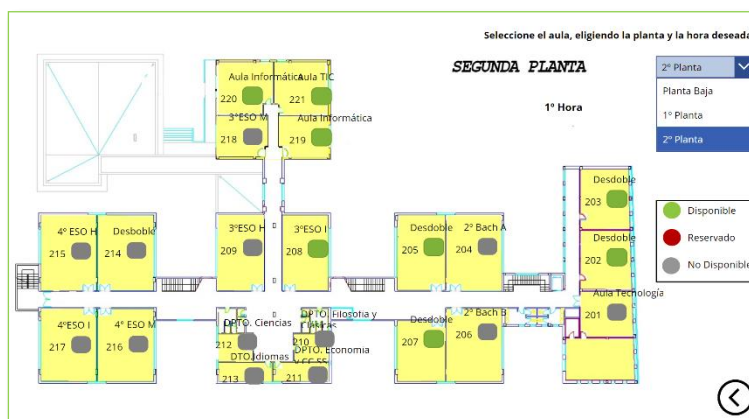 Seleccione el aula, eligiendo la planta y la hora deseada
SEGUNDA PLANTA
2º Planta
Planta Baja
1º Planta
2º Planta
1º Hora
Aula Informática
220
Aula TIC
221
3ºESO M
218
Aula Informática
219
Desdoble
203
Disponible
Reservado
No Disponible
4º ESO H
215
Desboble
214
3ºESO H
209
3ºESO I
208
Desdoble
205
2º Bach A
204
Desdoble
202
Aula Tecnología
201
4ºESO I
217
4º ESO M
216
DPTO. Ciencias
212
DPTO. Filosofia y
210
DTO.Idiomas
213
DPTO. Economia
211
Desdoble
207
2º Bach B
206